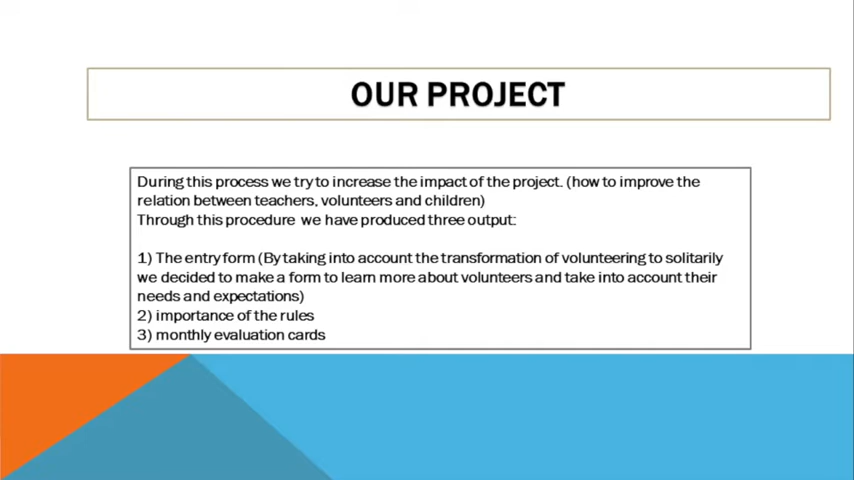 OUR PROJECT
During this process we try to increase the impact of the project. (how to improve the
relation between teachers, volunteers and children)
Through this procedure we have produced three output:
1) The entry form (By taking into account the transformation of volunteering to solitarily
we decided to make a form to learn more about volunteers and take into account their
needs and expectations)
2) importance of the rules
3) monthly evaluation cards